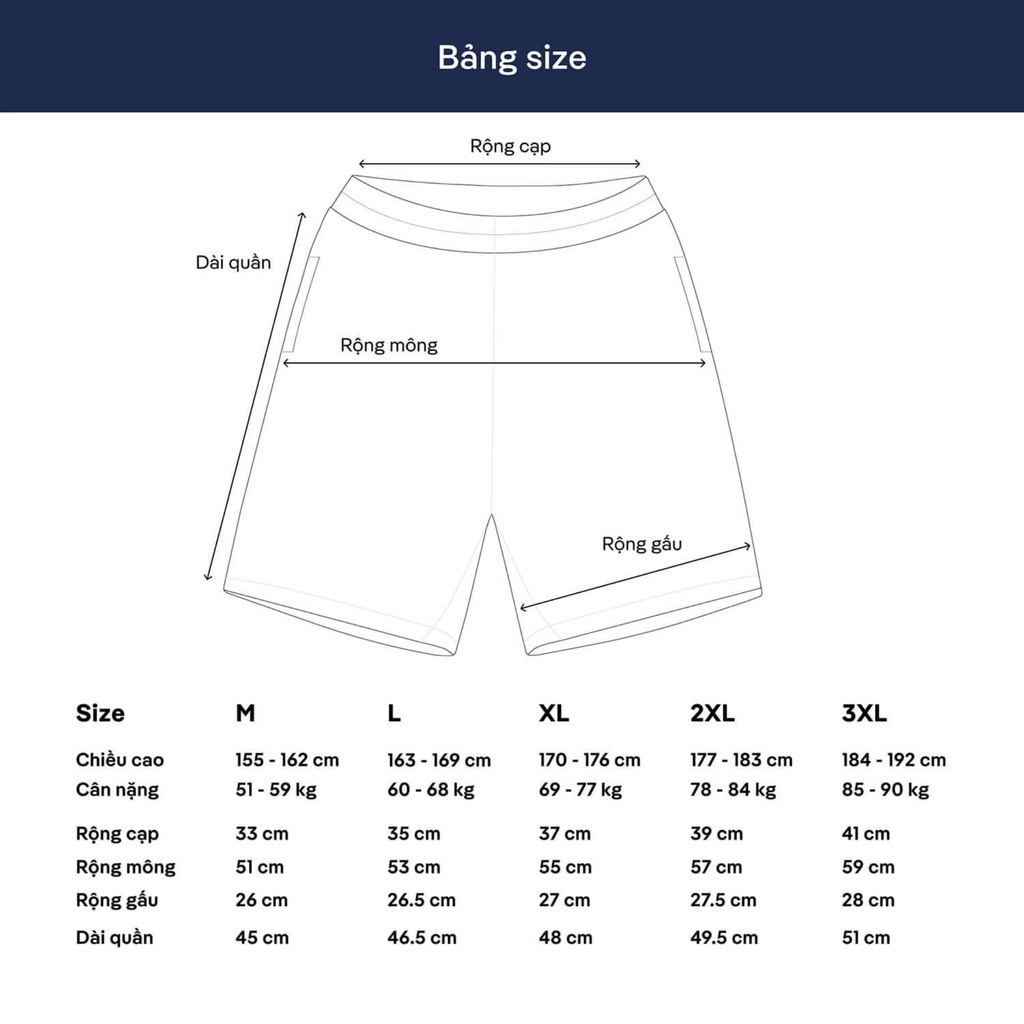 Bảng size
Rộng cạp
Dài quần
Rộng mông
Rộng gấu
Size M L XL 2XL 3XL
Chiều cao 155 - 162 cm 163 - 169 cm 170 - 176 cm 177 - 183 cm 184 - 192 cm
Cân nặng 51 - 59 kg 60 - 68 kg 69 - 77 kg 78 - 84 kg 85 - 90 kg
Rộng cạp 33 cm 35 cm 37 cm 39 cm 41 cm
Rộng mông 51 cm 53 cm 55 cm 57 cm 59 cm
Rộng gấu 26 cm 26.5 cm 27 cm 27.5 cm 28 cm
Dài quần 45 cm 46.5 cm 48 cm 49.5 cm 51 cm